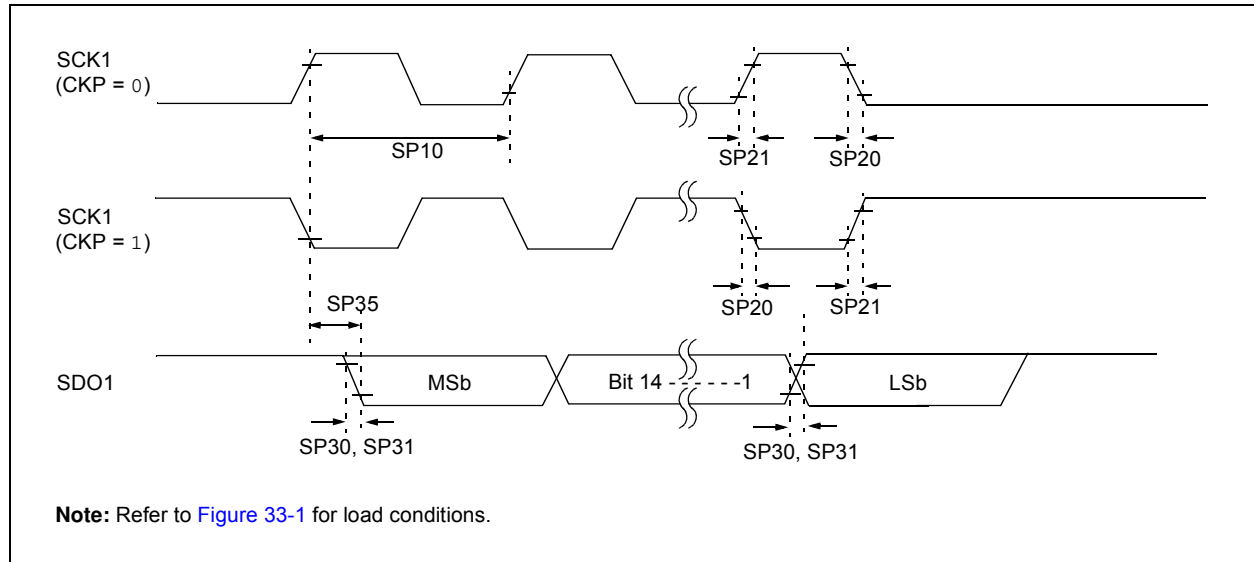 SCK1
(CKP = 0)
SP10
SP21
SP20
SCK1
(CKP = 1)
SP35
SP20
SP21
SDO1
MSb
Bit 14 - - - - - -1
LSb
SP30, SP31
SP30, SP31
Note: Refer to Figure 33-1 for load conditions.